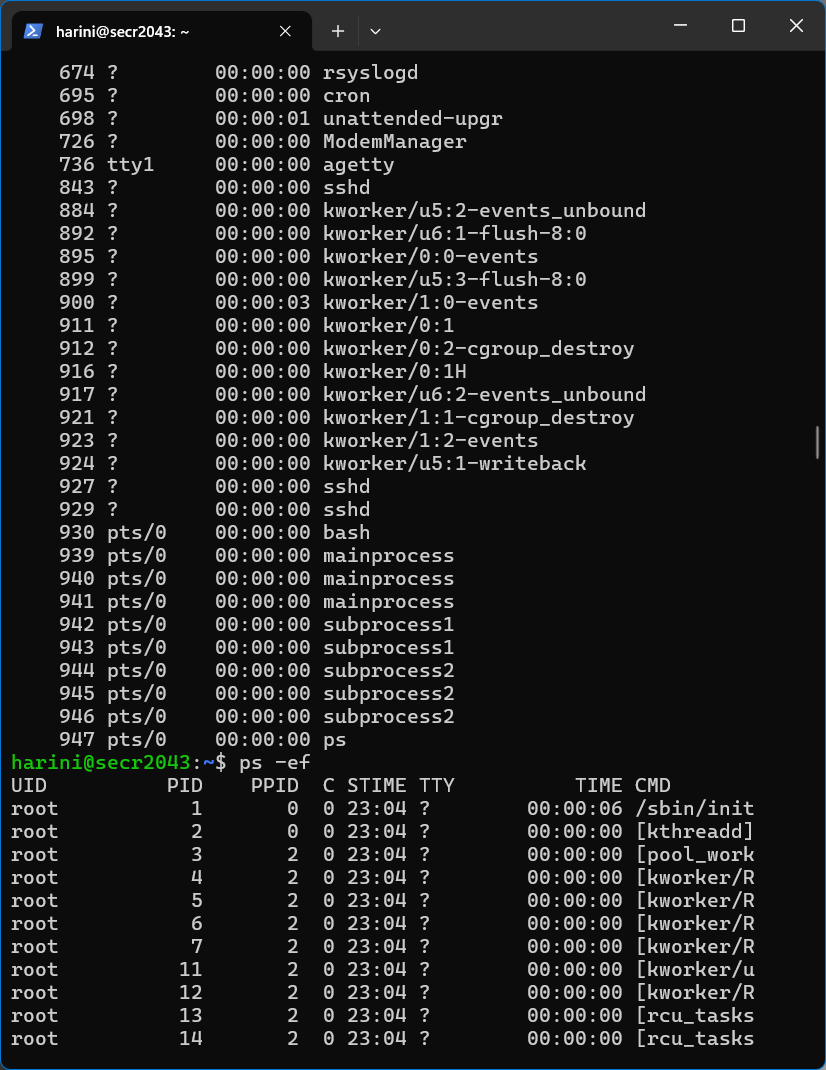 harini@secr2043: ~
674 ? 00:00:00 rsyslogd
695 ? 00:00:00 cron
698 ? 00:00:01 unattended-upgr
726 ? 00:00:00 ModemManager
736 tty1 00:00:00 agetty
843 ? 00:00:00 sshd
884 ? 00:00:00 kworker/u5:2-events_unbound
892 ? 00:00:00 kworker/u6:1-flush-8:0
895 ? 00:00:00 kworker/0:0-events
899 ? 00:00:00 kworker/u5:3-flush-8:0
900 ? 00:00:03 kworker/1:0-events
911 ? 00:00:00 kworker/0:1
912 ? 00:00:00 kworker/0:2-cgroup_destroy
916 ? 00:00:00 kworker/0:1H
917 ? 00:00:00 kworker/u6:2-events_unbound
921 ? 00:00:00 kworker/1:1-cgroup_destroy
923 ? 00:00:00 kworker/1:2-events
924 ? 00:00:00 kworker/u5:1-writeback
927 ? 00:00:00 sshd
929 ? 00:00:00 sshd
930 pts/0 00:00:00 bash
939 pts/0 00:00:00 mainprocess
940 pts/0 00:00:00 mainprocess
941 pts/0 00:00:00 mainprocess
942 pts/0 00:00:00 subprocess1
943 pts/0 00:00:00 subprocess1
944 pts/0 00:00:00 subprocess2
945 pts/0 00:00:00 subprocess2
946 pts/0 00:00:00 subprocess2
947 pts/0 00:00:00 ps
harini@secr2043:~$ ps -ef
UID PID PPID C STIME TTY TIME CMD
root 1 0 0 23:04 ? 00:00:06 /sbin/init
root 2 0 0 23:04 ? 00:00:00 [kthreadd]
root 3 2 0 23:04 ? 00:00:00 [pool_work
root 4 2 0 23:04 ? 00:00:00 [kworker/R
root 5 2 0 23:04 ? 00:00:00 [kworker/R
root 6 2 0 23:04 ? 00:00:00 [kworker/R
root 7 2 0 23:04 ? 00:00:00 [kworker/R
root 11 2 0 23:04 ? 00:00:00 [kworker/u
root 12 2 0 23:04 ? 00:00:00 [kworker/R
root 13 2 0 23:04 ? 00:00:00 [rcu_tasks
root 14 2 0 23:04 ? 00:00:00 [rcu_tasks